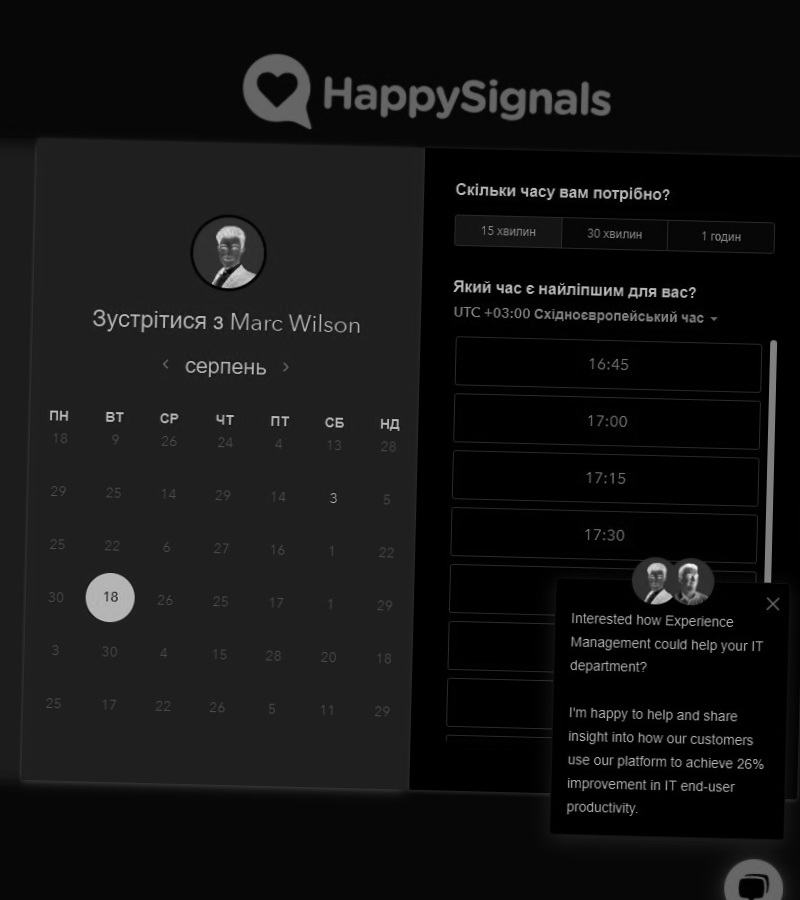 HappySignals
Зустрітися з Marc Wilson
серпень
ПН ВТ СР ЧТ ПТ СБ НД
18 9 26 24 4 13 28
29 25 14 29 14 3 5
25 22 6 27 16 1 22
30 18 26 25 17 1 29
3 30 4 15 28 20 18
25 17 22 26 5 11 29
Скільки часу вам потрібно?
15 хвилин 30 хвилин 1 годин
Який час є найліпшим для вас?
UTC +03:00 Східноєвропейський час
16:45
17:00
17:15
17:30
Interested how Experience
Management could help your IT
department?
I'm happy to help and share
insight into how our customers
use our platform to achieve 26%
improvement in IT end-user
productivity.